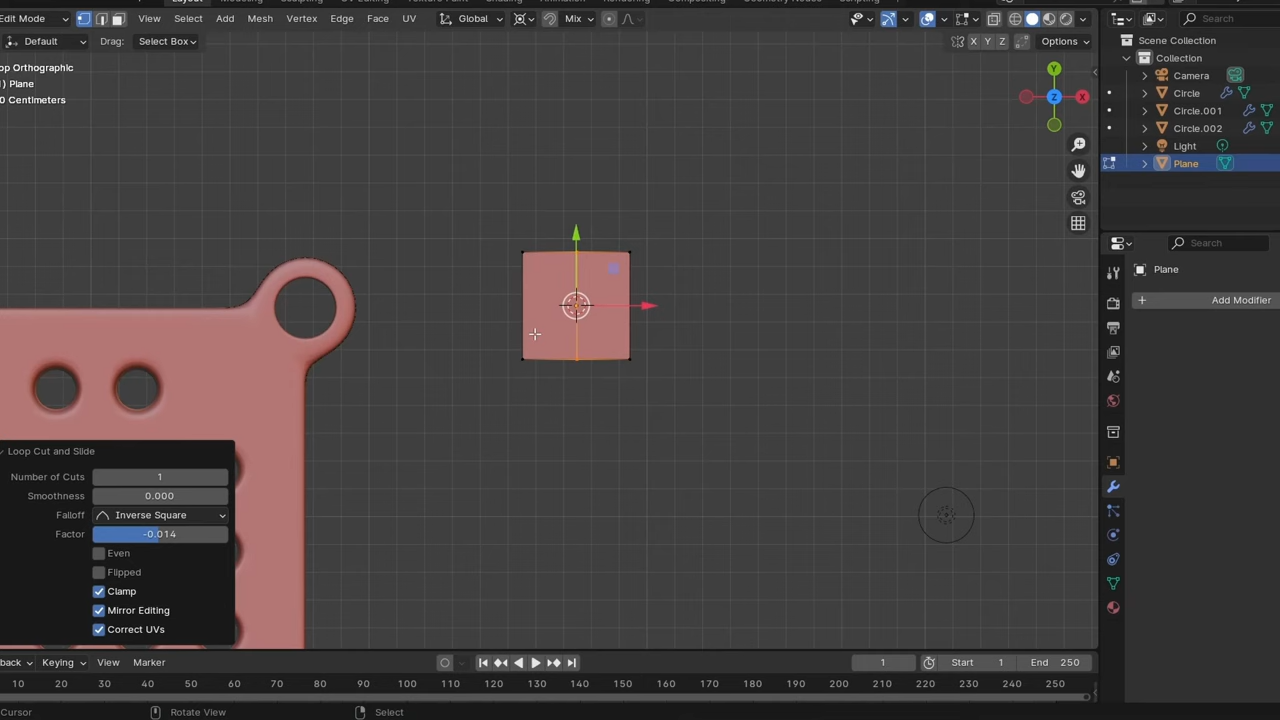 Edit Mode View Select Add Mesh Vertex Edge Face UV Global Mix
Default Drag: Select Box X Y Z Options
Search
Scene Collection
Collection
Camera
Circle
Circle.001
Circle.002
Light
Plane
op Orthographic
) Plane
0 Centimeters
Y
Z X
Search
Plane
+ Add Modifier
Loop Cut and Slide
Number of Cuts 1
Smoothness 0.000
Falloff Inverse Square
Factor -0.014
Even
Flipped
Clamp
Mirror Editing
Correct UVs
back Keying View Marker 1 Start 1 End 250
10 20 30 40 50 60 70 80 90 100 110 120 130 140 150 160 170 180 190 200 210 220 230 240 250
Cursor Rotate View Select